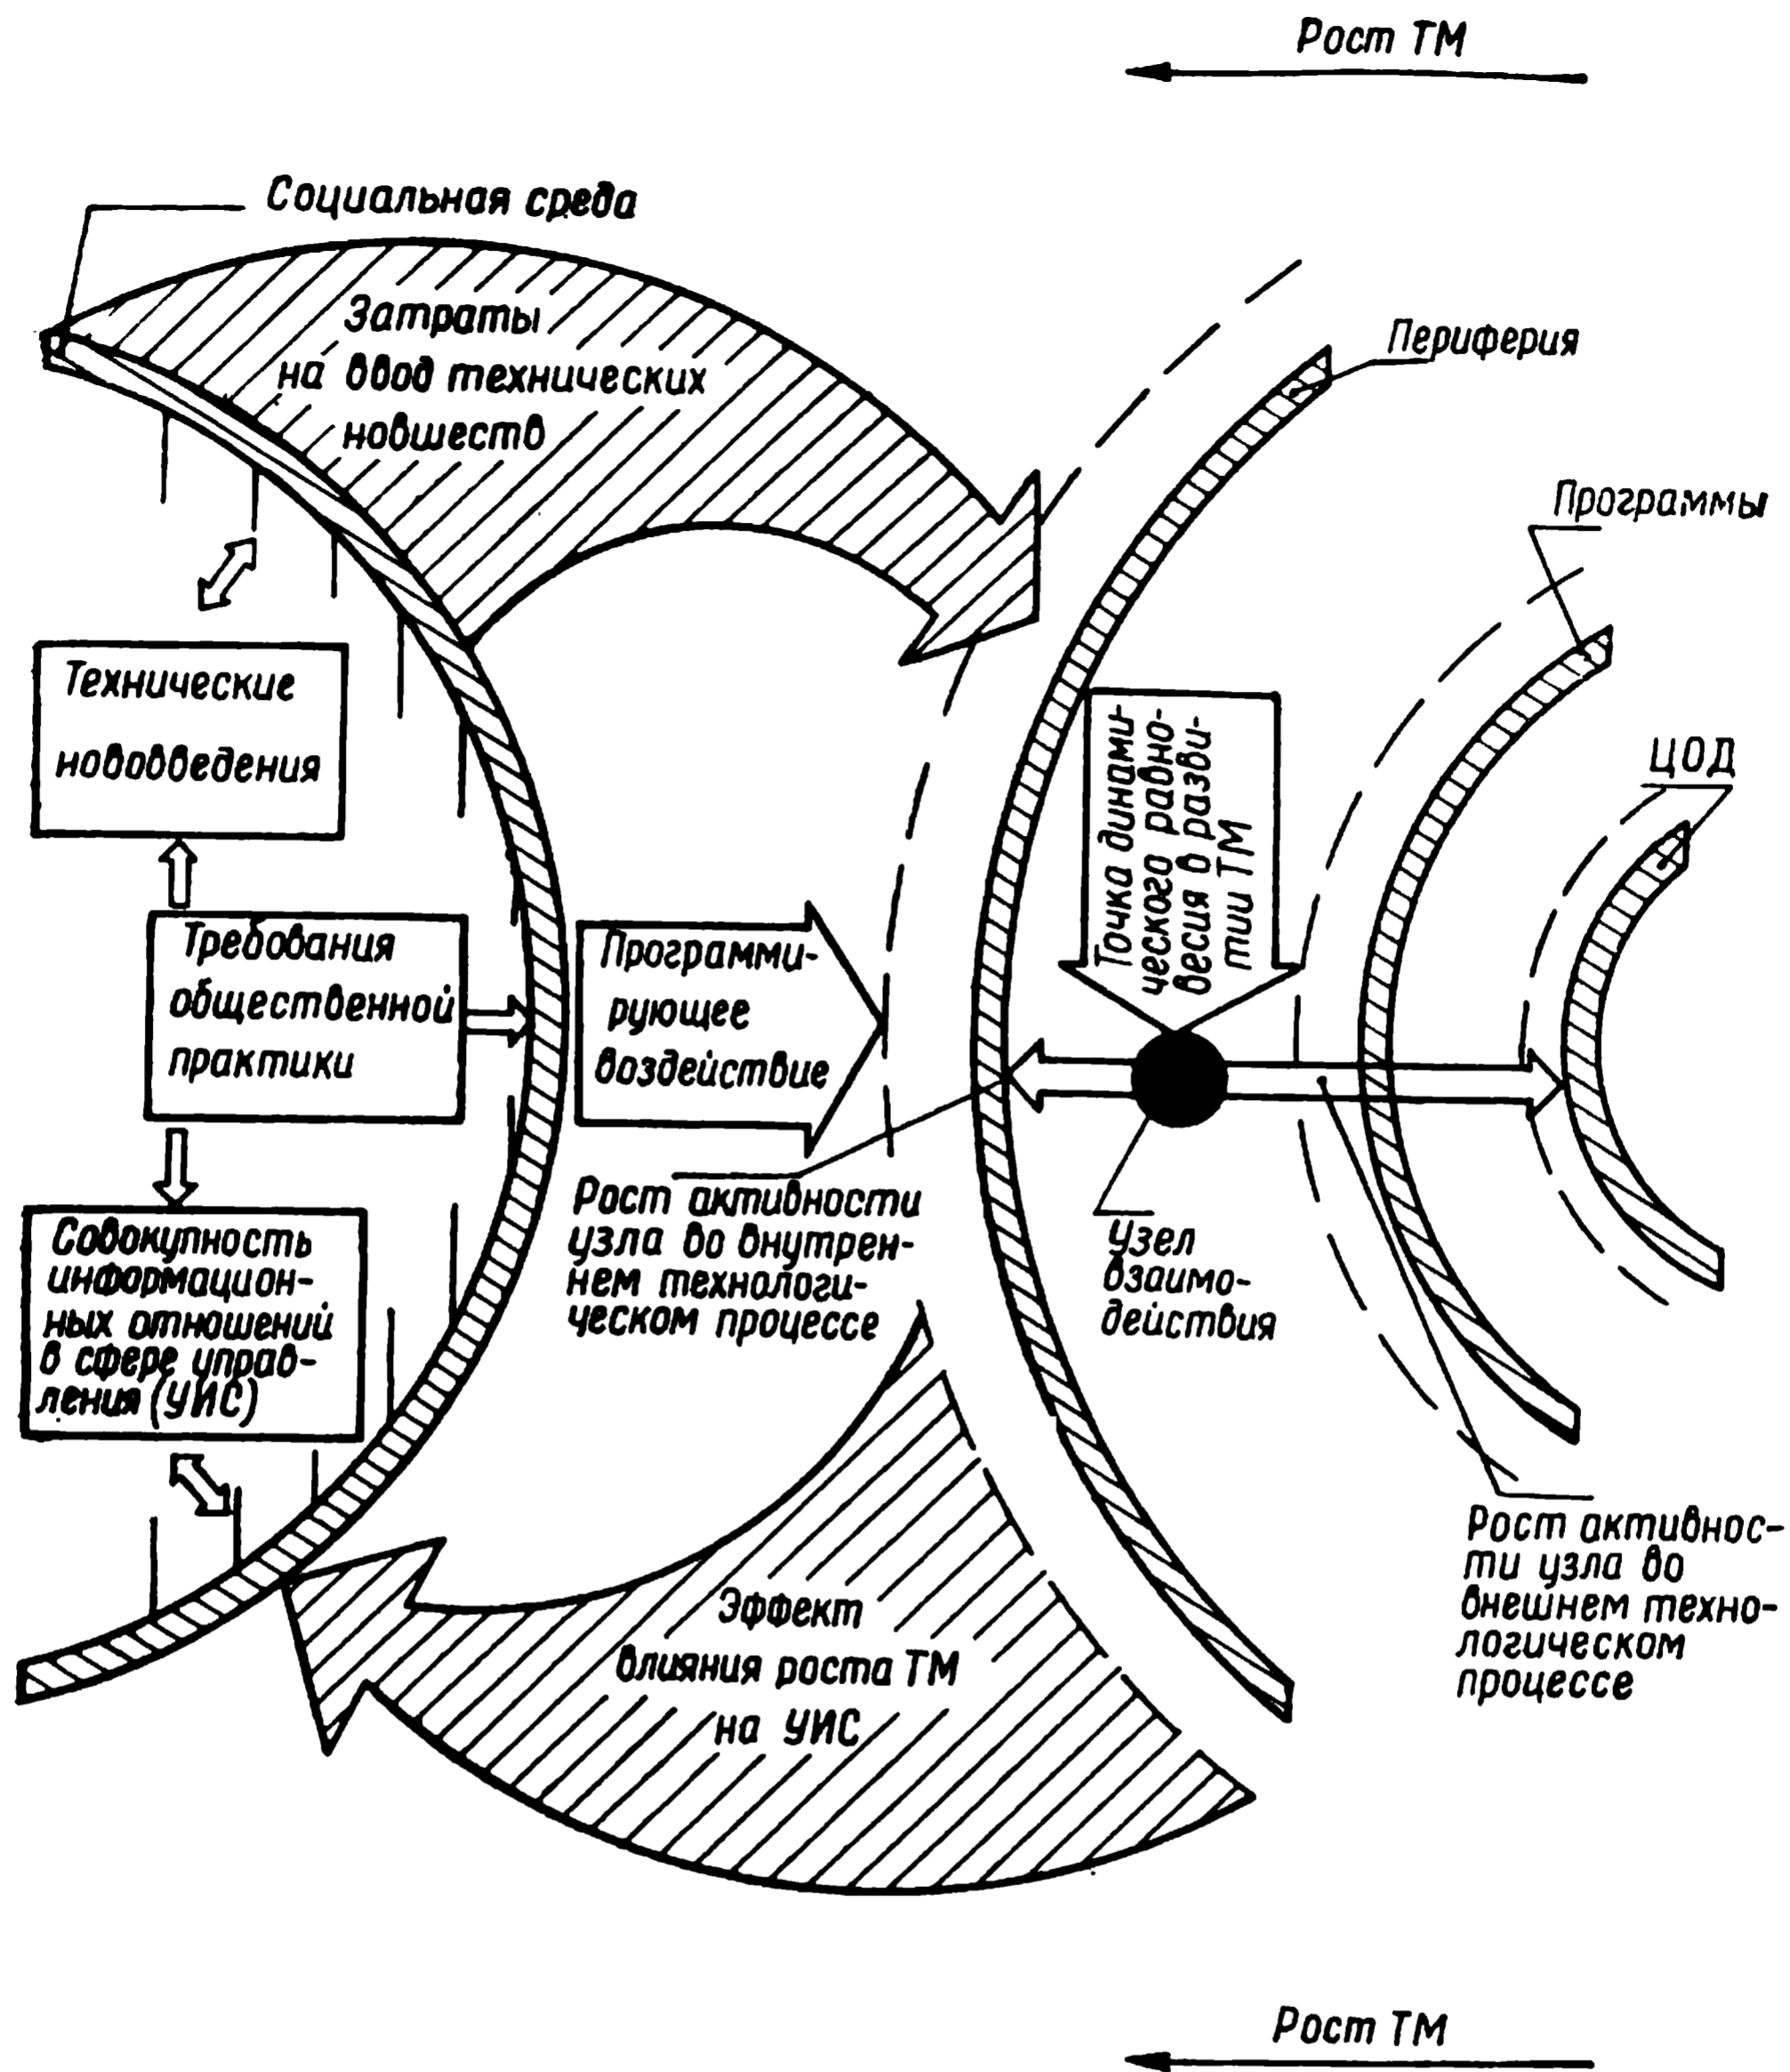 Рост ТМ
Социальная среда
Затраты
на ввод технических
новшеств
Периферия
Программы
ЦОД
Технические
нововведения
Точка динами-
ческого равно-
весия в разви-
тии ТМ
Требования
общественной
практики
Программи-
рующее
воздействие
Рост активности
узла во внутрен-
нем технологи-
ческом процессе
Узел
взаимо-
действия
Совокупность
информацион-
ных отношений
в сфере управ-
ления (УИС)
Рост активнос-
ти узла во
внешнем техно-
логическом
процессе
Эффект
влияния роста ТМ
на УИС
Рост ТМ